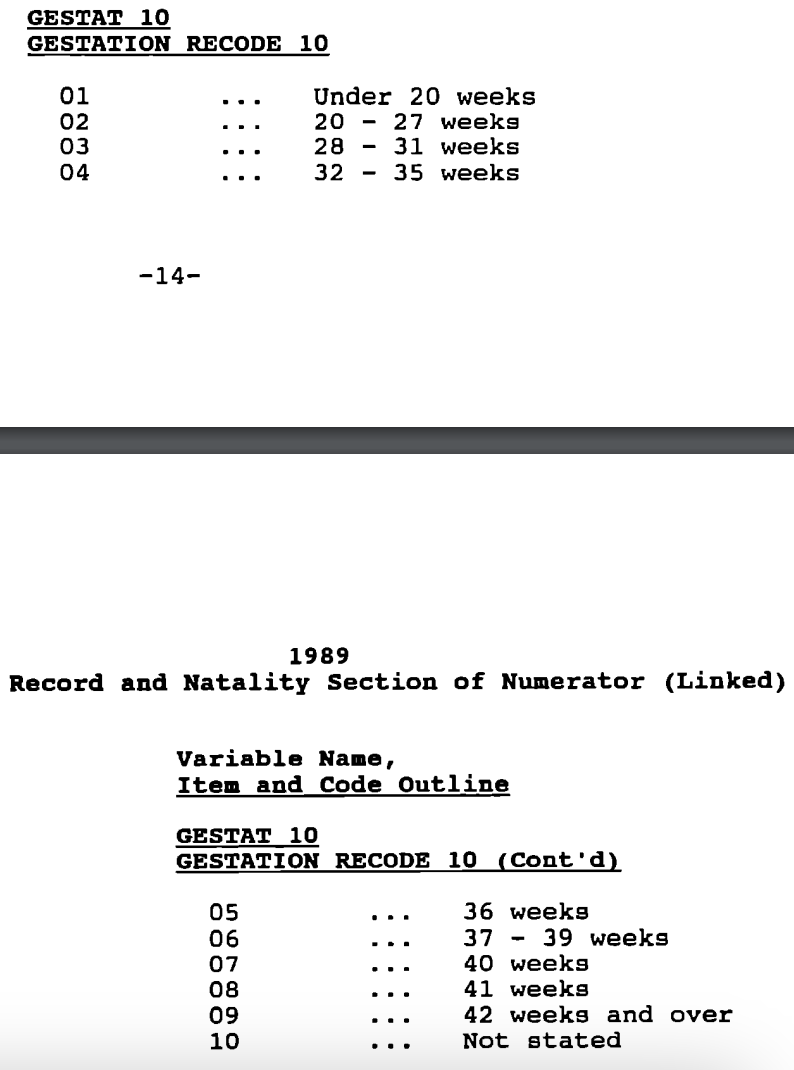 GESTAT 10
GESTATION RECODE 10
01 ... Under 20 weeks
02 ... 20 - 27 weeks
03 ... 28 - 31 weeks
04 ... 32 - 35 weeks
-14-
1989
Record and Natality Section of Numerator (Linked)
Variable Name,
Item and Code Outline
GESTAT 10
GESTATION RECODE 10 (Cont'd)
05 ... 36 weeks
06 ... 37 - 39 weeks
07 ... 40 weeks
08 ... 41 weeks
09 ... 42 weeks and over
10 ... Not stated